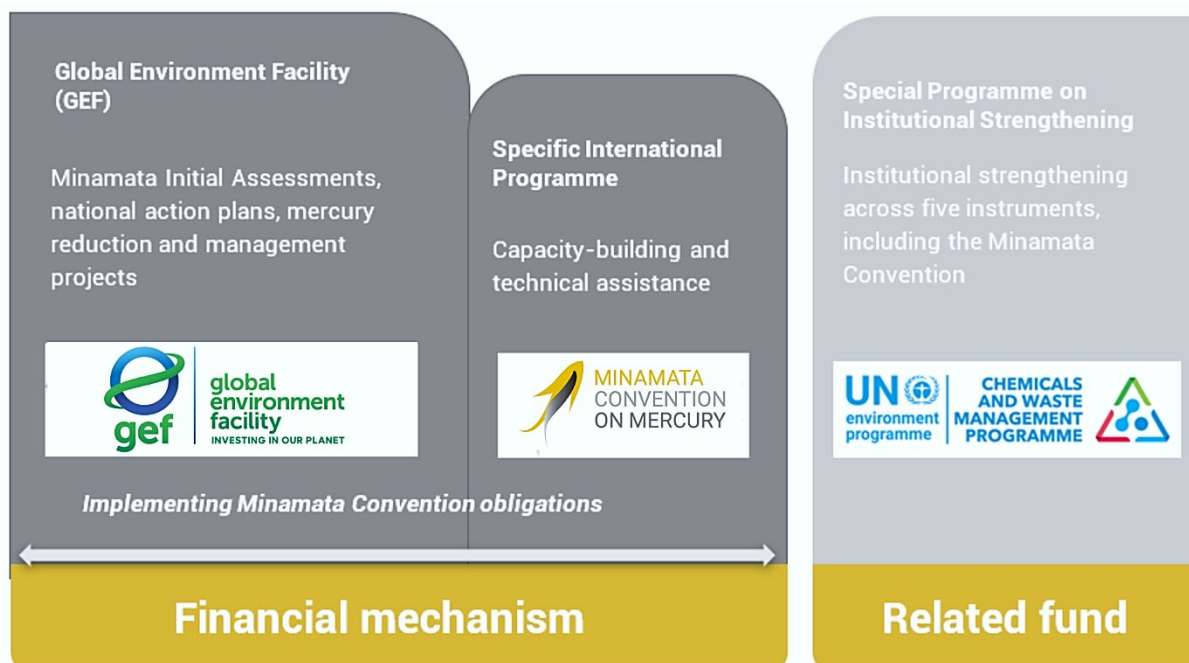 Global Environment Facility
(GEF)
Minamata Initial Assessments,
national action plans, mercury
reduction and management
projects
gef
global
environment
facility
INVESTING IN OUR PLANET
Specific International
Programme
Capacity-building and
technical assistance
MINAMATA
CONVENTION
ON MERCURY
Implementing Minamata Convention obligations
Financial mechanism
Special Programme on
Institutional Strengthening
Institutional strengthening
across five instruments,
including the Minamata
Convention
UN
environment
programme
CHEMICALS
AND WASTE
MANAGEMENT
PROGRAMME
Related fund